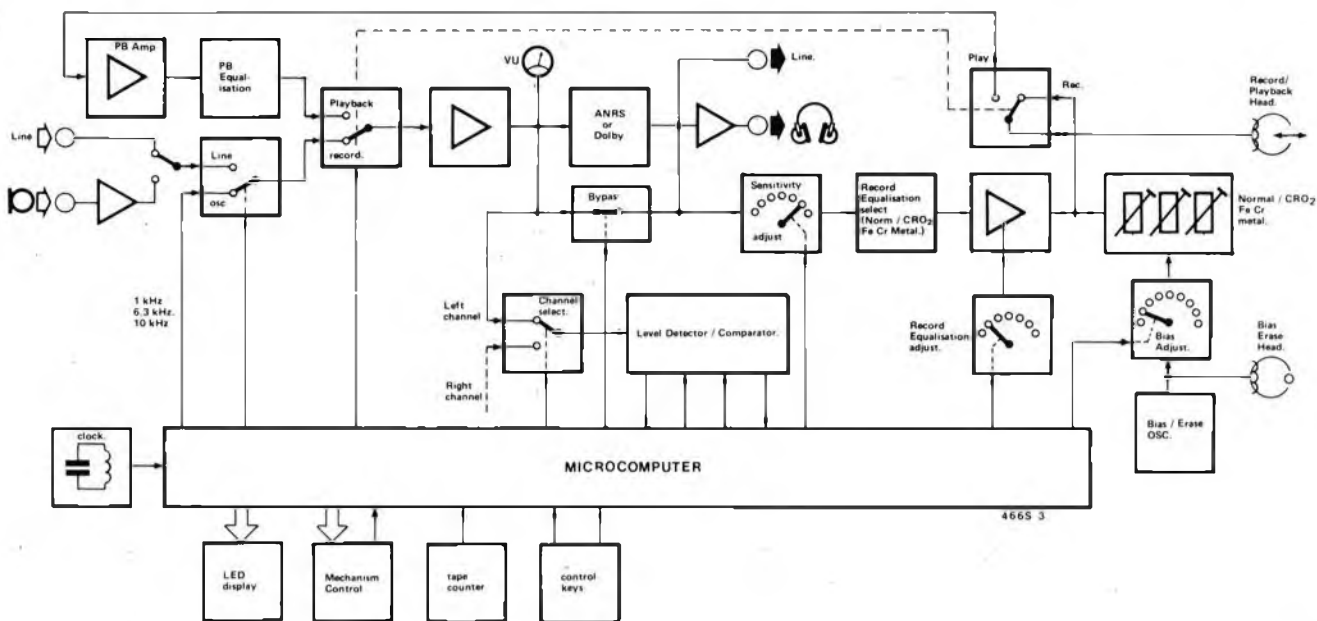 PB Amp
PB
Equal-
isation
VU
Line.
Play
Rec.
Record/
Playback
Head.
Playback
record.
ANRS
or
Dolby
Line
Line
osc
Bypas
Sensitivity
adjust
Record
Equalisation
select
(Norm / CRO2
(Fe Cr Metal.)
Normal / CRO2
Fe Cr
metal.
1 kHz
6.3 kHz.
10 kHz
Left
channel
Channel
select.
Right
channel
Level Detector / Comparator.
Record
Equalisation
adjust.
Bias
Adjust.
Bias
Erase
Head.
Bias / Erase
OSC.
clock.
MICROCOMPUTER
466S 3
LED
display
Mechanism
Control
tape
counter
control
keys